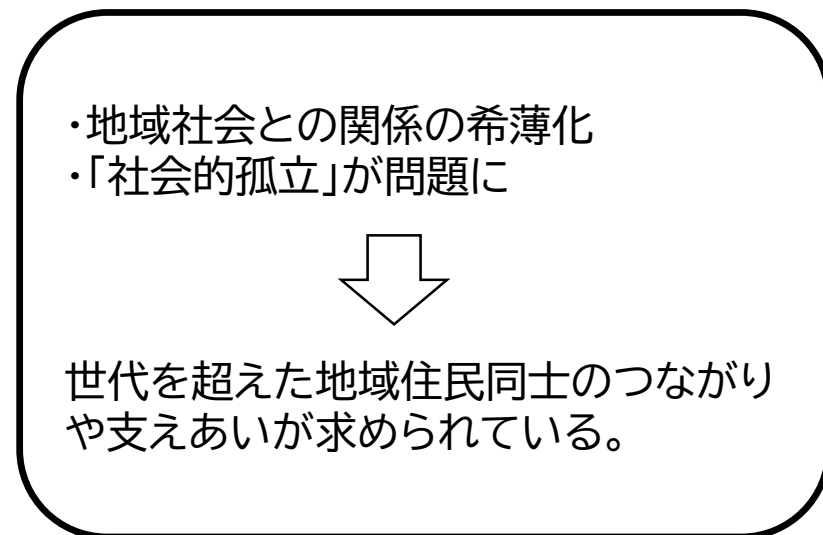 ・地域社会との関係の希薄化
・「社会的孤立」が問題に
世代を超えた地域住民同士のつながり
や支えあいが求められている。